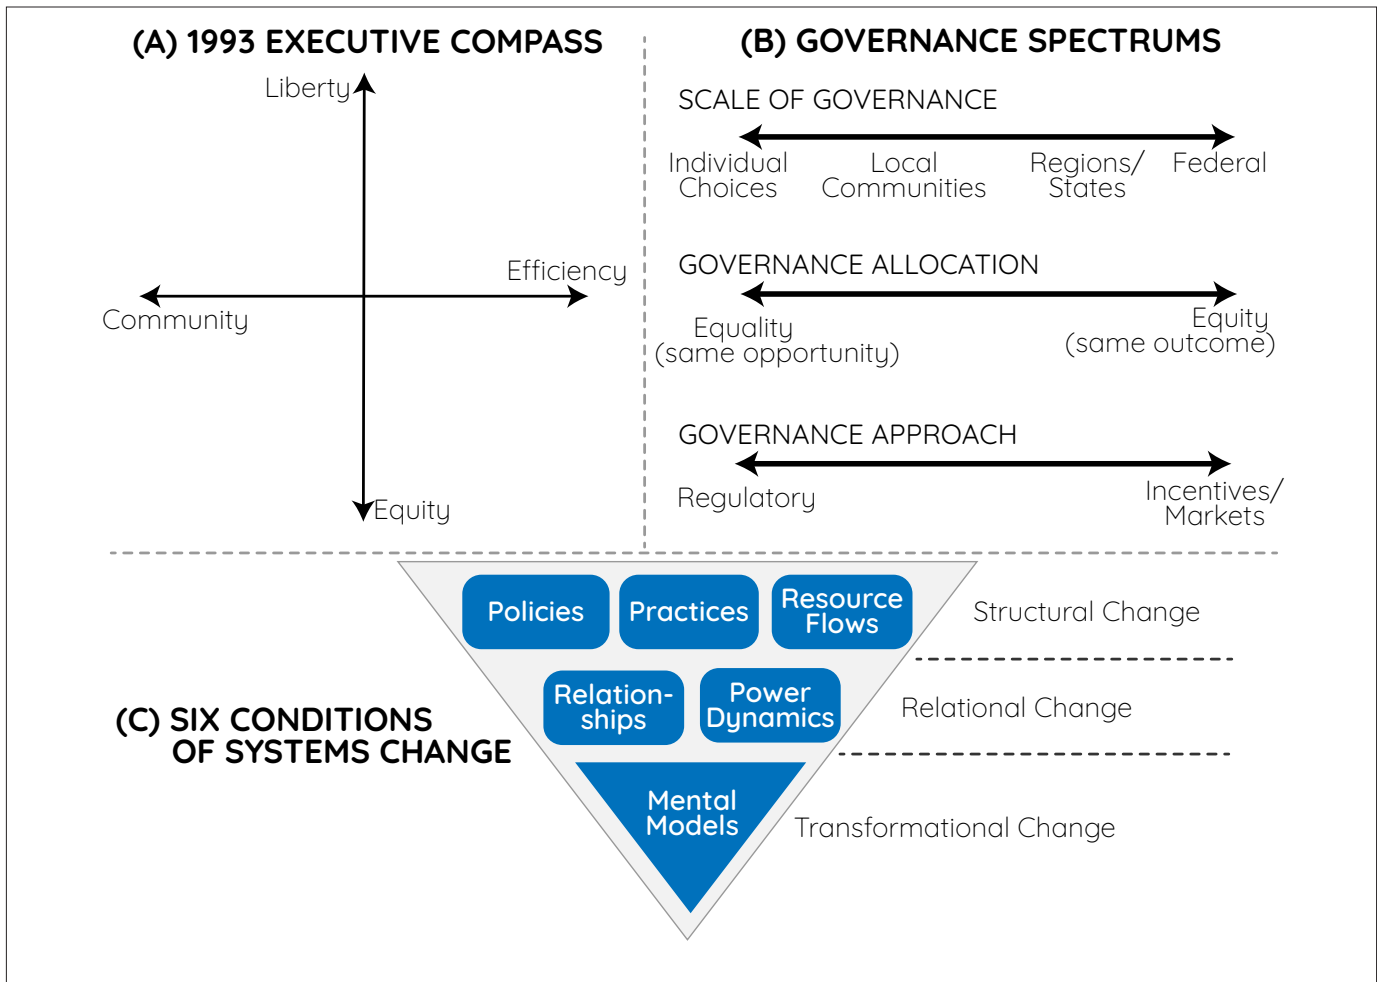 (A) 1993 EXECUTIVE COMPASS
Liberty
Efficiency
Community
Equity
(B) GOVERNANCE SPECTRUMS
SCALE OF GOVERNANCE
Individual
Choices
Local
Communities
Regions/
States
Federal
GOVERNANCE ALLOCATION
Equality
(same opportunity)
Equity
(same outcome)
GOVERNANCE APPROACH
Regulatory
Incentives/
Markets
(C) SIX CONDITIONS
OF SYSTEMS CHANGE
Policies
Practices
Resource
Flows
Structural Change
Relation-
ships
Power
Dynamics
Relational Change
Mental
Models
Transformational Change